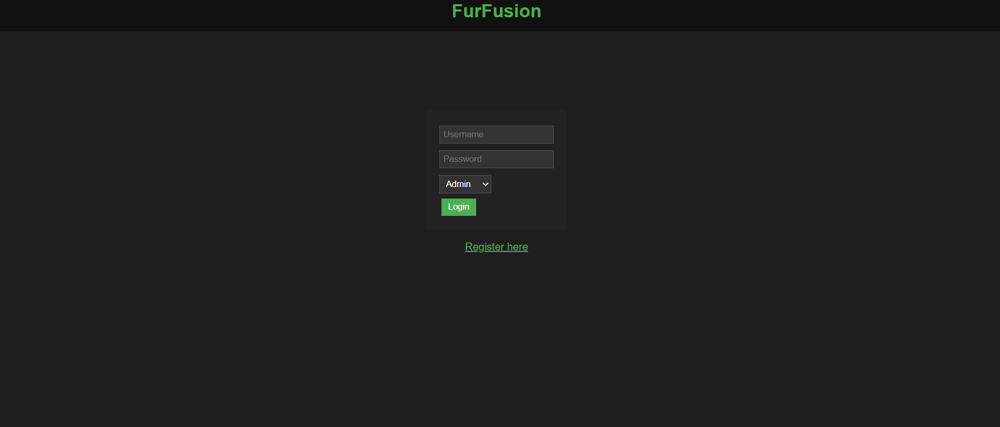 FurFusion
Username
Password
Admin
Login
Register here